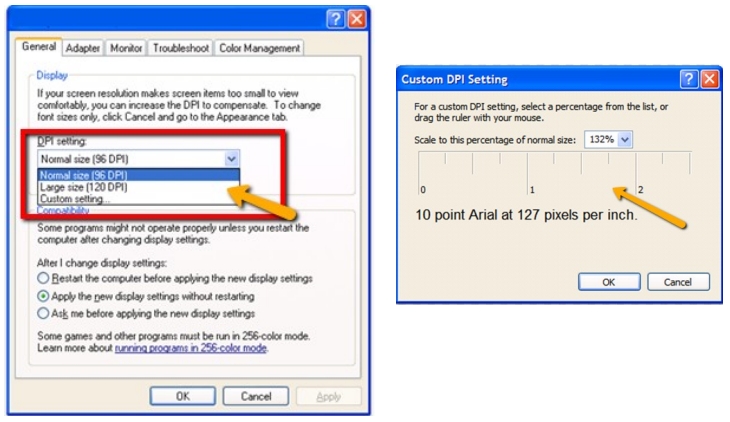 General Adapter Monitor Troubleshoot Color Management
Display
If your screen resolution makes screen items too small to view
comfortably, you can increase the DPI to compensate. To change
font sizes only, click Cancel and go to the Appearance tab.
DPI setting:
Normal size (96 DPI)
Normal size (96 DPI)
Large size (120 DPI)
Custom setting...
Compatibility
Some programs might not operate properly unless you restart the
computer after changing display settings.
After I change display settings:
Restart the computer before applying the new display settings
Apply the new display settings without restarting
Ask me before applying the new display settings
Some games and other programs must be run in 256-color mode.
Learn more about running programs in 256-color mode.
OK Cancel Apply
Custom DPI Setting
For a custom DPI setting, select a percentage from the list, or
drag the ruler with your mouse.
Scale to this percentage of normal size: 132%
0 1 2
10 point Arial at 127 pixels per inch.
OK Cancel